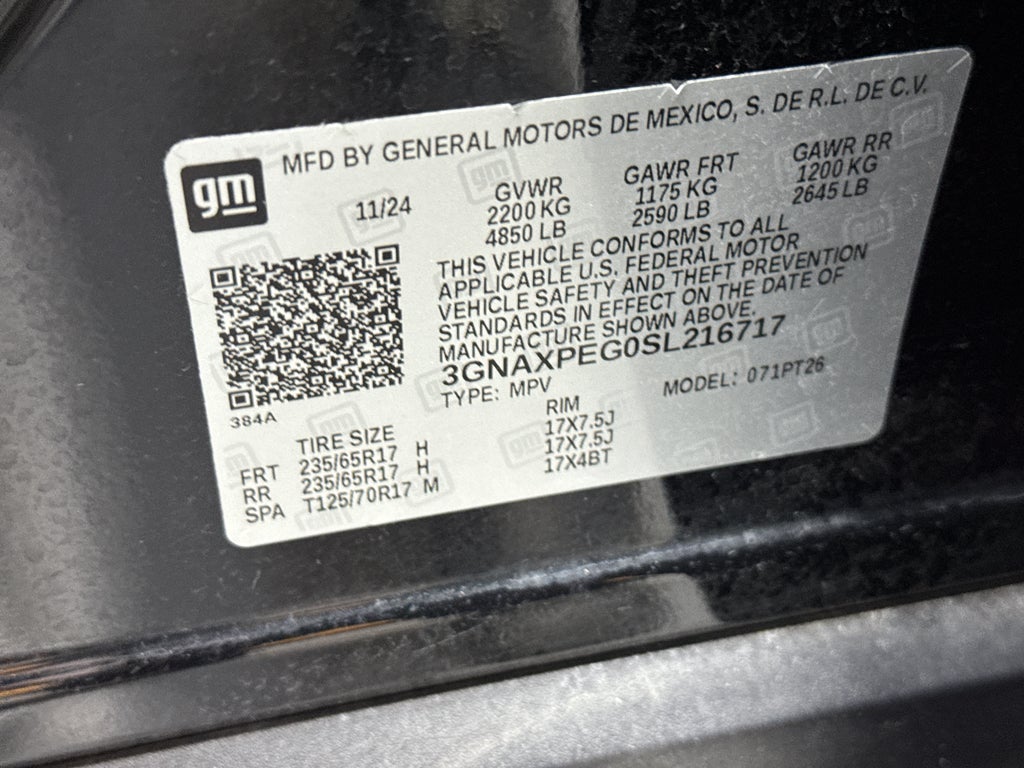 MFD BY GENERAL MOTORS DE MEXICO, S. DE R.L. DE C.V.
gm
11/24
GVWR
2200 KG
4850 LB
GAWR FRT
1175 KG
2590 LB
GAWR RR
1200 KG
2645 LB
THIS VEHICLE CONFORMS TO ALL
APPLICABLE U.S. FEDERAL MOTOR
VEHICLE SAFETY AND THEFT PREVENTION
STANDARDS IN EFFECT ON THE DATE OF
MANUFACTURE SHOWN ABOVE.
3GNAXPEG0SL216717
TYPE: MPV MODEL: 071PT26
384A
TIRE SIZE RIM
FRT 235/65R17 H 17X7.5J
RR 235/65R17 H 17X7.5J
SPA T125/70R17 M 17X4BT